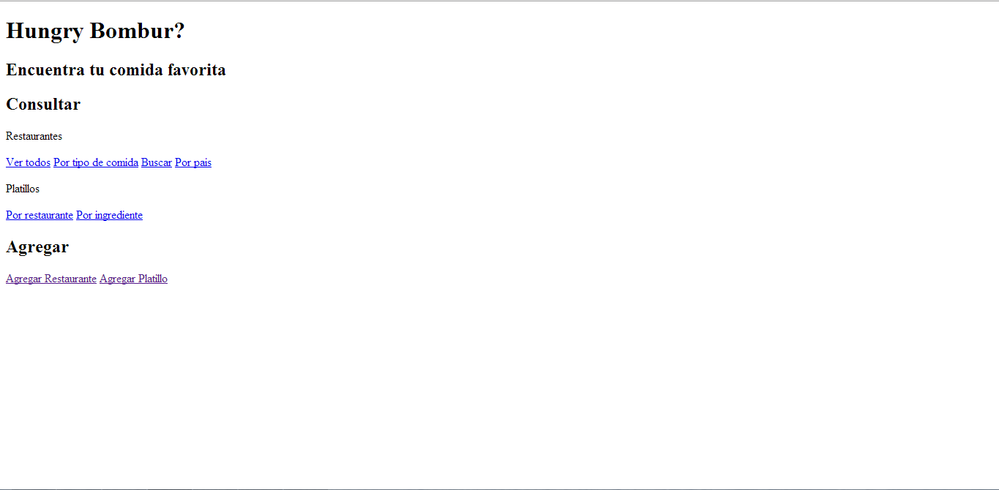 Hungry Bombur?
Encuentra tu comida favorita
Consultar
Restaurantes
Ver todos Por tipo de comida Buscar Por pais
Platillos
Por restaurante Por ingrediente
Agregar
Agregar Restaurante Agregar Platillo